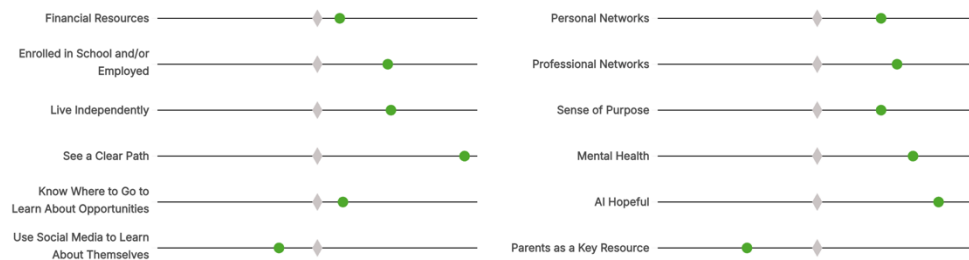 Financial Resources
Enrolled in School and/or
Employed
Live Independently
See a Clear Path
Know Where to Go to
Learn About Opportunities
Use Social Media to Learn
About Themselves
Personal Networks
Professional Networks
Sense of Purpose
Mental Health
AI Hopeful
Parents as a Key Resource